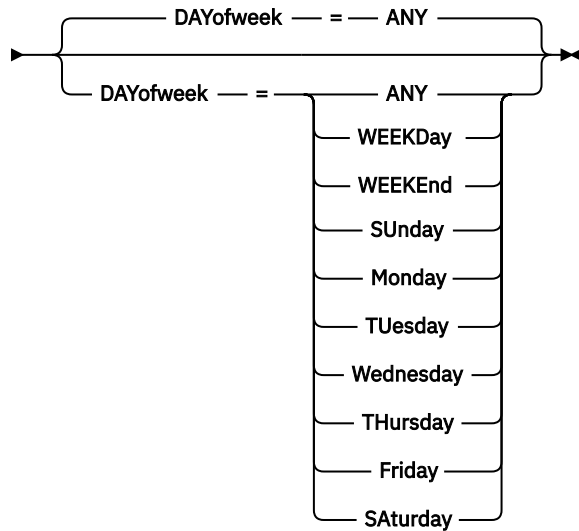 DAYofweek = ANY
DAYofweek = ANY
WEEKDay
WEEKEnd
SUnday
Monday
TUesday
Wednesday
THursday
Friday
SAturday